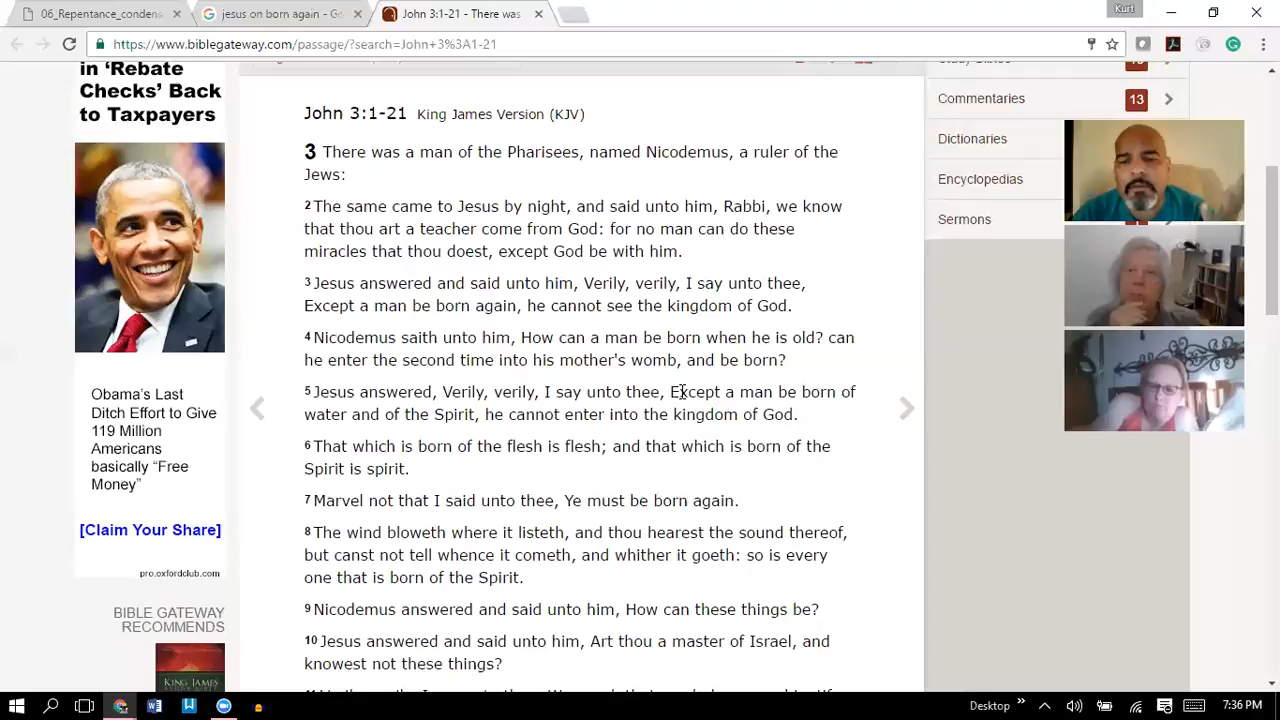 06_Repentance_condens
jesus on born again - Go
John 3:1-21 - There was
Kurt
https://www.biblegateway.com/passage/?search=John+3%3A1-21
in ‘Rebate
Checks’ Back
to Taxpayers
Obama’s Last
Ditch Effort to Give
119 Million
Americans
basically “Free
Money”
[Claim Your Share]
pro.oxfordclub.com
BIBLE GATEWAY
RECOMMENDS
KING JAMES
John 3:1-21 King James Version (KJV)
3 There was a man of the Pharisees, named Nicodemus, a ruler of the
Jews:
2 The same came to Jesus by night, and said unto him, Rabbi, we know
that thou art a teacher come from God: for no man can do these
miracles that thou doest, except God be with him.
3 Jesus answered and said unto him, Verily, verily, I say unto thee,
Except a man be born again, he cannot see the kingdom of God.
4 Nicodemus saith unto him, How can a man be born when he is old? can
he enter the second time into his mother's womb, and be born?
5 Jesus answered, Verily, verily, I say unto thee, Except a man be born of
water and of the Spirit, he cannot enter into the kingdom of God.
6 That which is born of the flesh is flesh; and that which is born of the
Spirit is spirit.
7 Marvel not that I said unto thee, Ye must be born again.
8 The wind bloweth where it listeth, and thou hearest the sound thereof,
but canst not tell whence it cometh, and whither it goeth: so is every
one that is born of the Spirit.
9 Nicodemus answered and said unto him, How can these things be?
10 Jesus answered and said unto him, Art thou a master of Israel, and
knowest not these things?
Commentaries 13
Dictionaries
Encyclopedias
Sermons
Desktop
7:36 PM